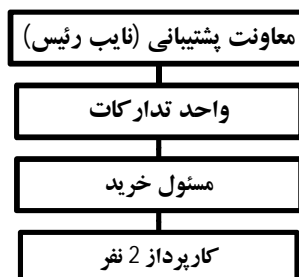 معاونت پشتیبانی (نایب رئیس)
واحد تدارکات
مسئول خرید
کارپرداز 2 نفر